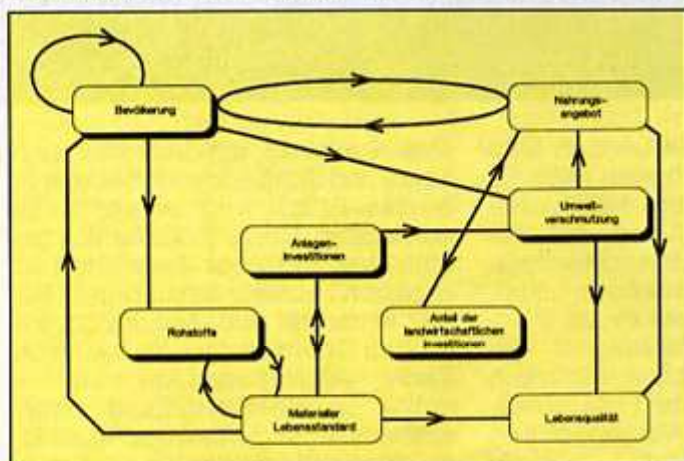 Bevölkerung
Nahrungs-
angebot
Umwelt-
verschmutzung
Anlagen-
investitionen
Rohstoffe
Anteil der
landwirtschaftlichen
Investitionen
Materieller
Lebensstandard
Lebensqualität